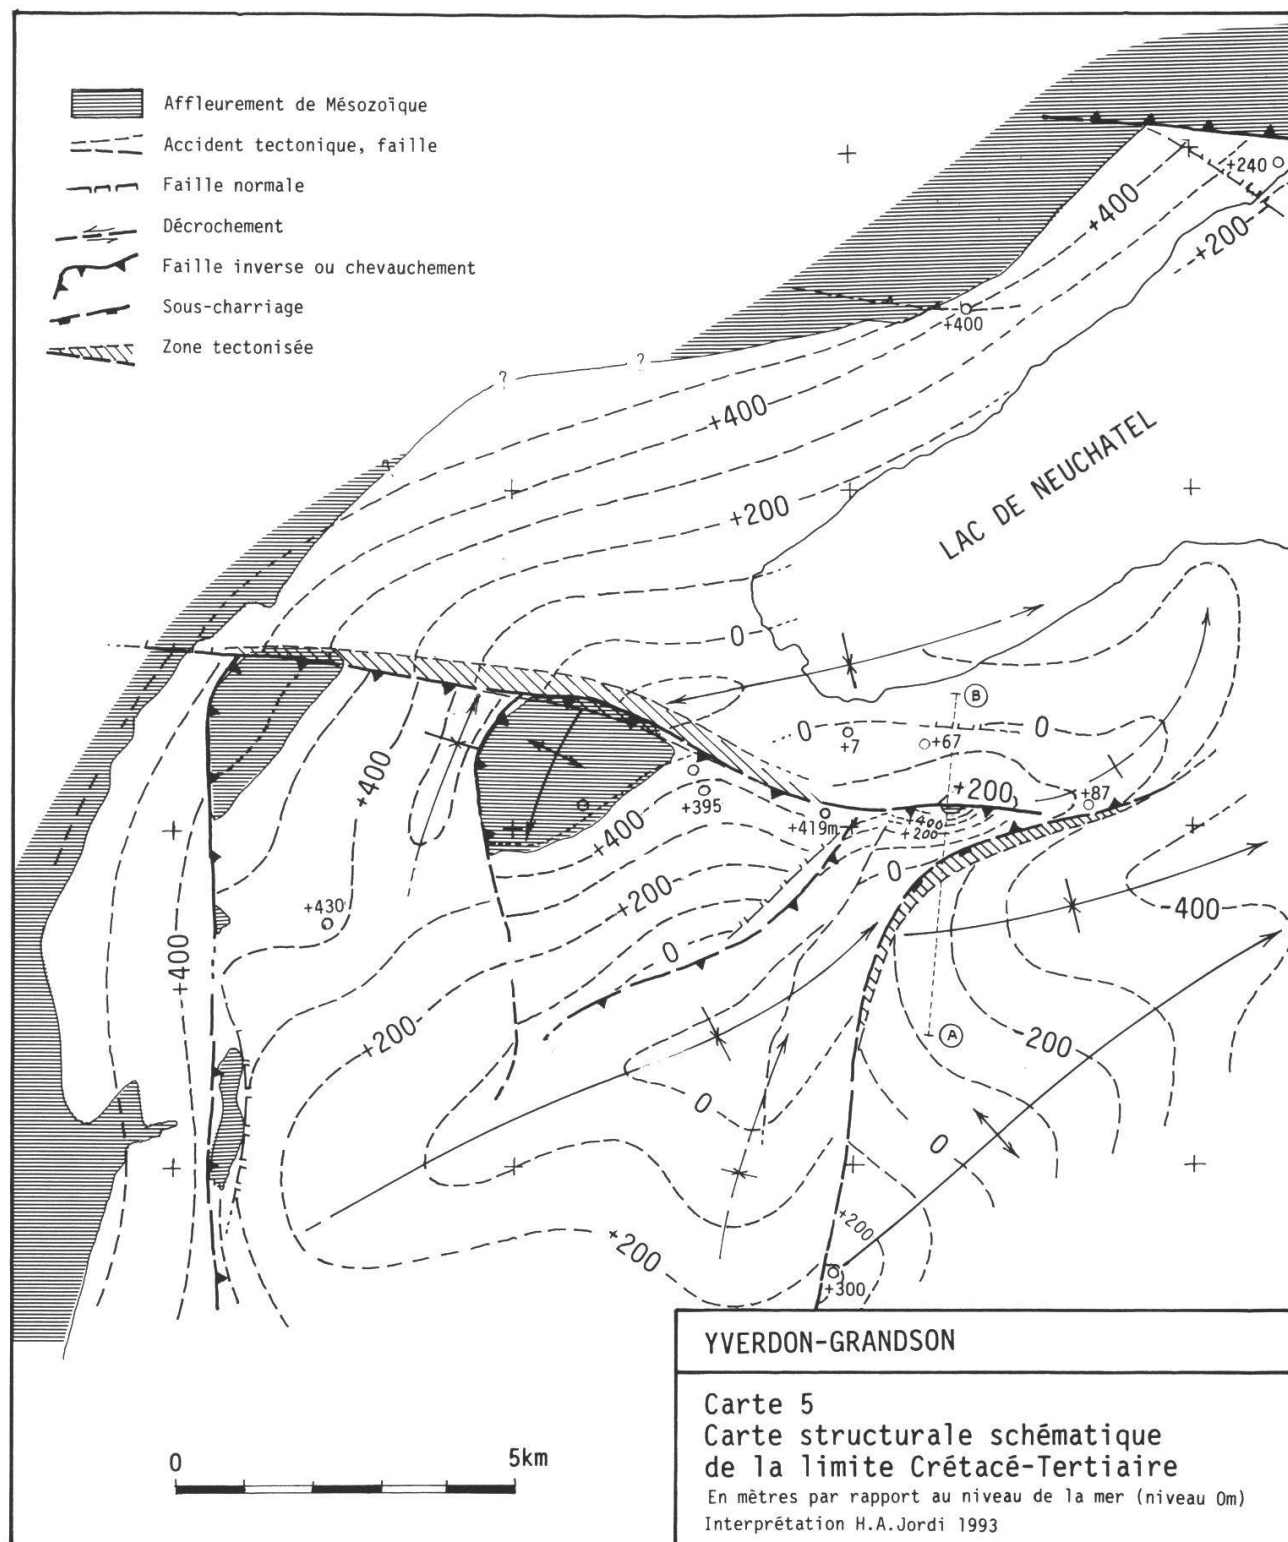 Affleurement de Mésozoïque
Accident tectonique, faille
Faille normale
Décrochement
Faille inverse ou chevauchement
Sous-charriage
Zone tectonisée
+240
+400
+200
+400
?
?
+400
+200
LAC DE NEUCHATEL
0
B
0
0
+7
+67
+400
+395
+200
+87
+419m
+400
+200
+400
0
+200
+430
-400
0
+400
+200
A
-200
0
0
+200
+200
+300
YVERDON-GRANDSON
Carte 5
Carte structurale schématique
de la limite Crétacé-Tertiaire
En mètres par rapport au niveau de la mer (niveau 0m)
Interprétation H.A.Jordi 1993
0
5km